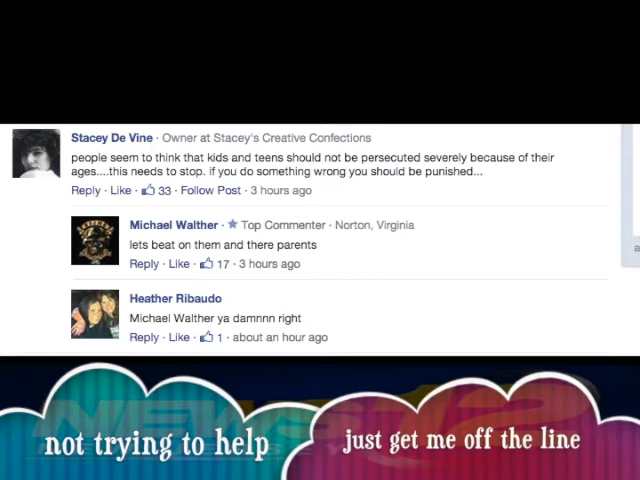 Stacey De Vine · Owner at Stacey's Creative Confections
people seem to think that kids and teens should not be persecuted severely because of their
ages....this needs to stop. if you do something wrong you should be punished...
Reply · Like · 33 · Follow Post · 3 hours ago
Michael Walther · Top Commenter · Norton, Virginia
lets beat on them and there parents
Reply · Like · 17 · 3 hours ago
Heather Ribaudo
Michael Walther ya damnnn right
Reply · Like · 1 · about an hour ago
NEWS 12
not trying to help
just get me off the line